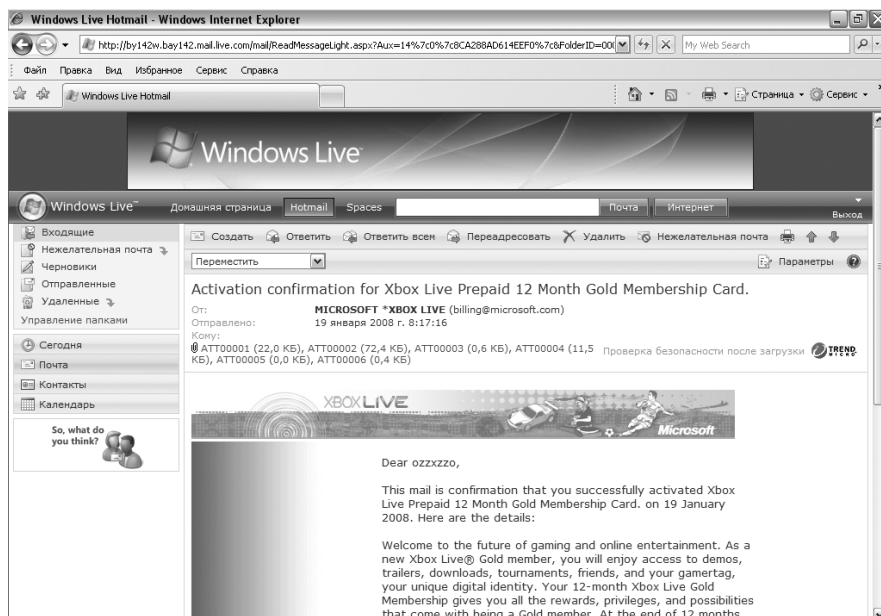 Windows Live Hotmail - Windows Internet Explorer
http://by142w.bay142.mail.live.com/mail/ReadMessageLight.aspx?Aux=14%7c0%7c8CA288AD614EEF0%7c&FolderID=00(
My Web Search
Файл Правка Вид Избранное Сервис Справка
Windows Live Hotmail
Страница Сервис
Windows Live™
Windows Live™ Домашняя страница Hotmail Spaces Почта Интернет
Выход
Входящие
Нежелательная почта
Черновики
Отправленные
Удаленные
Управление папками
Сегодня
Почта
Контакты
Календарь
So, what do
you think?
Создать Ответить Ответить всем Переадресовать Удалить Нежелательная почта
Переместить Параметры
Activation confirmation for Xbox Live Prepaid 12 Month Gold Membership Card.
От: MICROSOFT *XBOX LIVE (billing@microsoft.com)
Отправлено: 19 января 2008 г. 8:17:16
Кому:
ATT00001 (22,0 КБ), ATT00002 (72,4 КБ), ATT00003 (0,6 КБ), ATT00004 (11,5
КБ), ATT00005 (0,0 КБ), ATT00006 (0,4 КБ)
Проверка безопасности после загрузки TREND MICRO
XBOX LIVE
Microsoft
Dear ozzxzzo,
This mail is confirmation that you successfully activated Xbox
Live Prepaid 12 Month Gold Membership Card. on 19 January
2008. Here are the details:
Welcome to the future of gaming and online entertainment. As a
new Xbox Live® Gold member, you will enjoy access to demos,
trailers, downloads, tournaments, friends, and your gamertag,
your unique digital identity. Your 12-month Xbox Live Gold
Membership gives you all the rewards, privileges, and possibilities
that come with being a Gold member. At the end of 12 months,